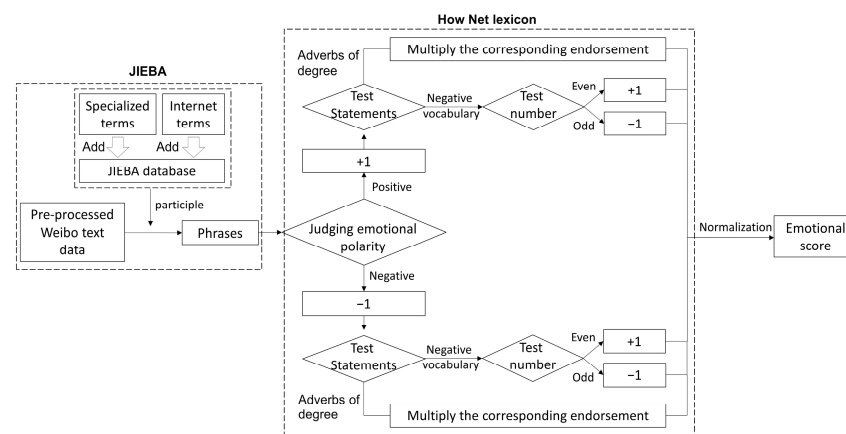 How Net lexicon
JIEBA
Specialized
terms
Internet
terms
Add
Add
JIEBA database
participle
Pre-processed
Weibo text
data
Phrases
Adverbs of
degree
Multiply the corresponding endorsement
Test
Statements
Negative
vocabulary
Test
number
Even
+1
Odd
−1
+1
Positive
Judging emotional
polarity
Negative
−1
Test
Statements
Negative
vocabulary
Test
number
Even
+1
Odd
−1
Adverbs of
degree
Multiply the corresponding endorsement
Normalization
Emotional
score